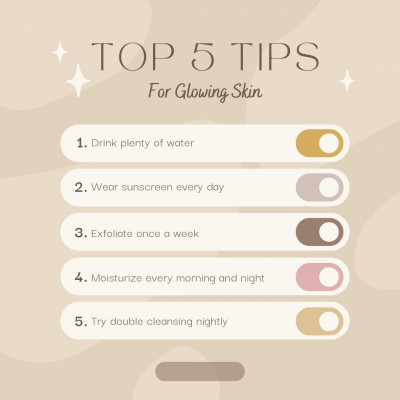 TOP 5 TIPS
For Glowing Skin
1. Drink plenty of water
2. Wear sunscreen every day
3. Exfoliate once a week
4. Moisturize every morning and night
5. Try double cleansing nightly